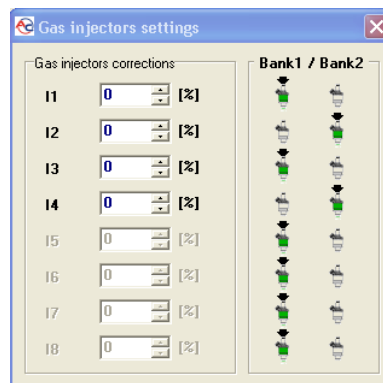 AC Gas injectors settings
Gas injectors corrections Bank1 / Bank2
I1 0 [%]
I2 0 [%]
I3 0 [%]
I4 0 [%]
I5 0 [%]
I6 0 [%]
I7 0 [%]
I8 0 [%]